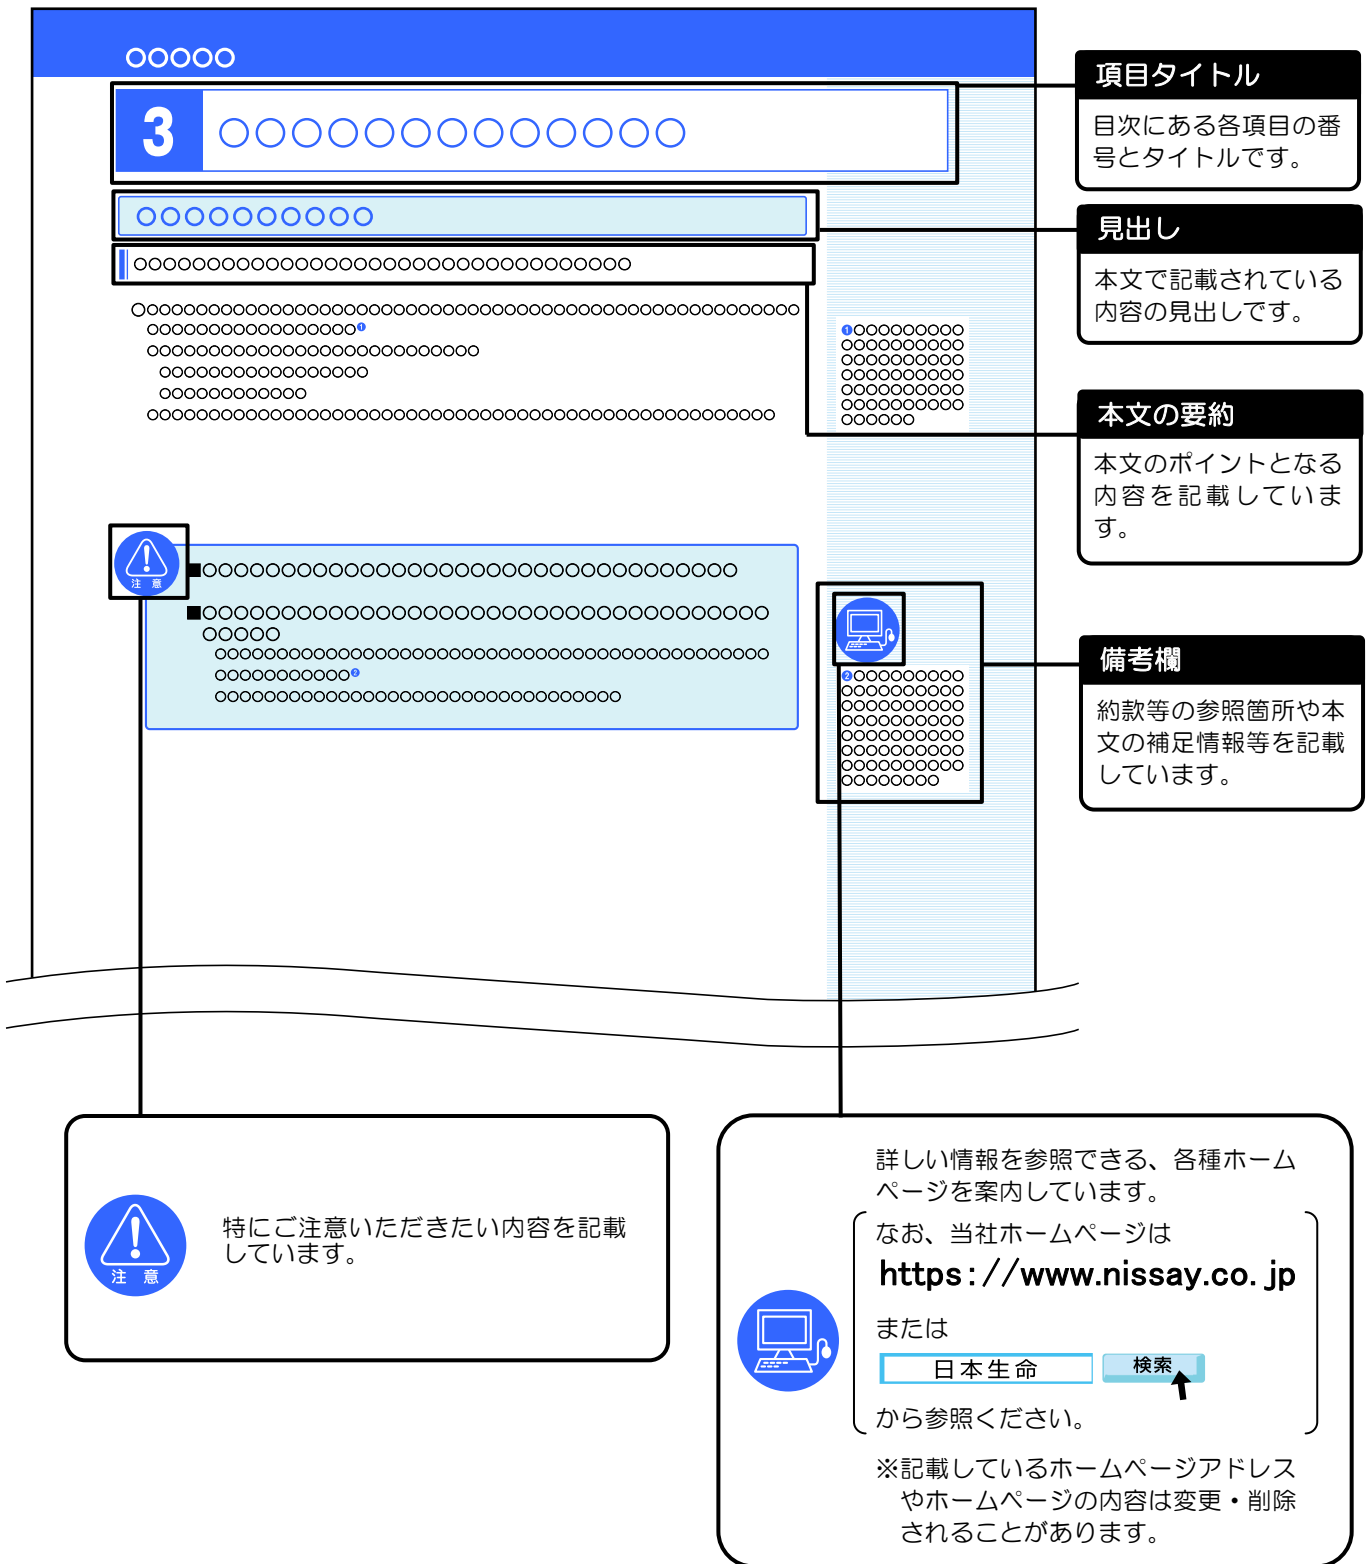 ○○○○○
3 ○○○○○○○○○○○○○
○○○○○○○○○○
○○○○○○○○○○○○○○○○○○○○○○○○○○○○○○○○○○
項目タイトル
目次にある各項目の番
号とタイトルです。
見出し
本文で記載されている
内容の見出しです。
本文の要約
本文のポイントとなる
内容を記載していま
す。
備考欄
約款等の参照箇所や本
文の補足情報等を記載
しています。
❶
❶
注 意
■
■
❷
❷
注 意
特にご注意いただきたい内容を記載
しています。
詳しい情報を参照できる、各種ホーム
ページを案内しています。
なお、当社ホームページは
https://www.nissay.co.jp
または
日本生命 検索
から参照ください。
※記載しているホームページアドレス
やホームページの内容は変更・削除
されることがあります。